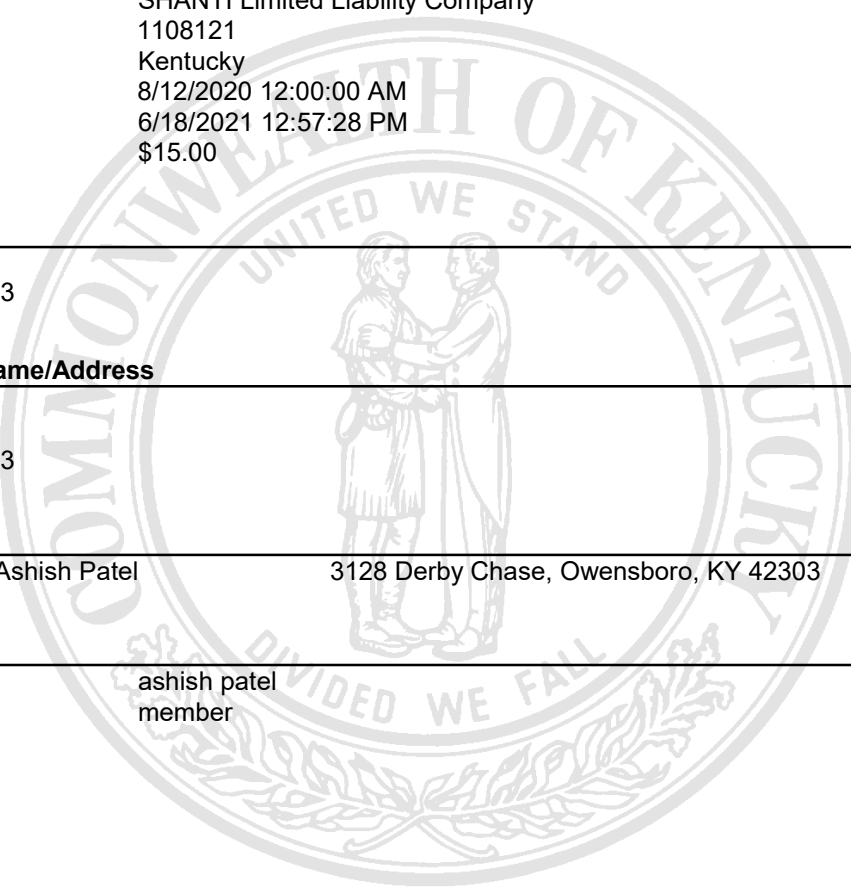 SHANTI Limited Liability Company
1108121
Kentucky
8/12/2020 12:00:00 AM
6/18/2021 12:57:28 PM
$15.00
COMMONWEALTH OF KENTUCKY
UNITED WE STAND
3
ame/Address
3
Ashish Patel 3128 Derby Chase, Owensboro, KY 42303
DIVIDED WE FALL
ashish patel
member